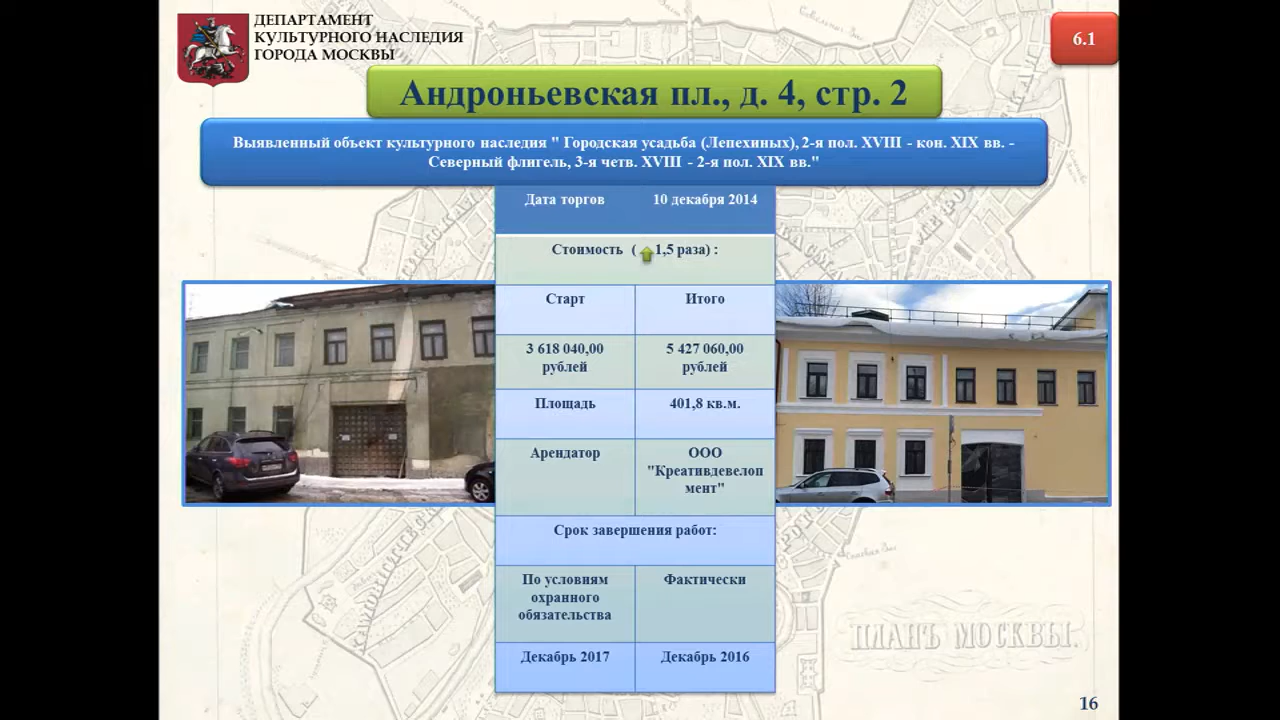 ДЕПАРТАМЕНТ
КУЛЬТУРНОГО НАСЛЕДИЯ
ГОРОДА МОСКВЫ
6.1
Андроньевская пл., д. 4, стр. 2
Выявленный объект культурного наследия " Городская усадьба (Лепехиных), 2-я пол. XVIII - кон. XIX вв. -
Северный флигель, 3-я четв. XVIII - 2-я пол. XIX вв."
Дата торгов 10 декабря 2014
Стоимость ( 1,5 раза) :
Старт Итого
3 618 040,00
рублей
5 427 060,00
рублей
Площадь 401,8 кв.м.
Арендатор
ООО
"Креативдевелоп
мент"
Срок завершения работ:
По условиям
охранного
обязательства
Фактически
Декабрь 2017 Декабрь 2016
ПЛАНЪ МОСКВЫ.
16